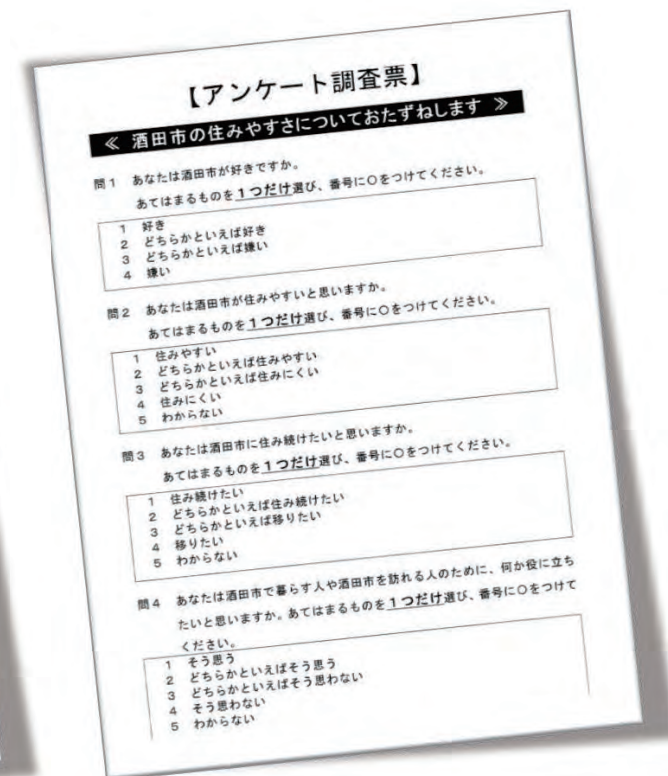 【アンケート調査票】
≪ 酒田市の住みやすさについておたずねします ≫
問1 あなたは酒田市が好きですか。
あてはまるものを1つだけ選び、番号に○をつけてください。
1 好き
2 どちらかといえば好き
3 どちらかといえば嫌い
4 嫌い
問2 あなたは酒田市が住みやすいと思いますか。
あてはまるものを1つだけ選び、番号に○をつけてください。
1 住みやすい
2 どちらかといえば住みやすい
3 どちらかといえば住みにくい
4 住みにくい
5 わからない
問3 あなたは酒田市に住み続けたいと思いますか。
あてはまるものを1つだけ選び、番号に○をつけてください。
1 住み続けたい
2 どちらかといえば住み続けたい
3 どちらかといえば移りたい
4 移りたい
5 わからない
問4 あなたは酒田市で暮らす人や酒田市を訪れる人のために、何か役に立ち
たいと思いますか。あてはまるものを1つだけ選び、番号に○をつけて
ください。
1 そう思う
2 どちらかといえばそう思う
3 どちらかといえばそう思わない
4 そう思わない
5 わからない